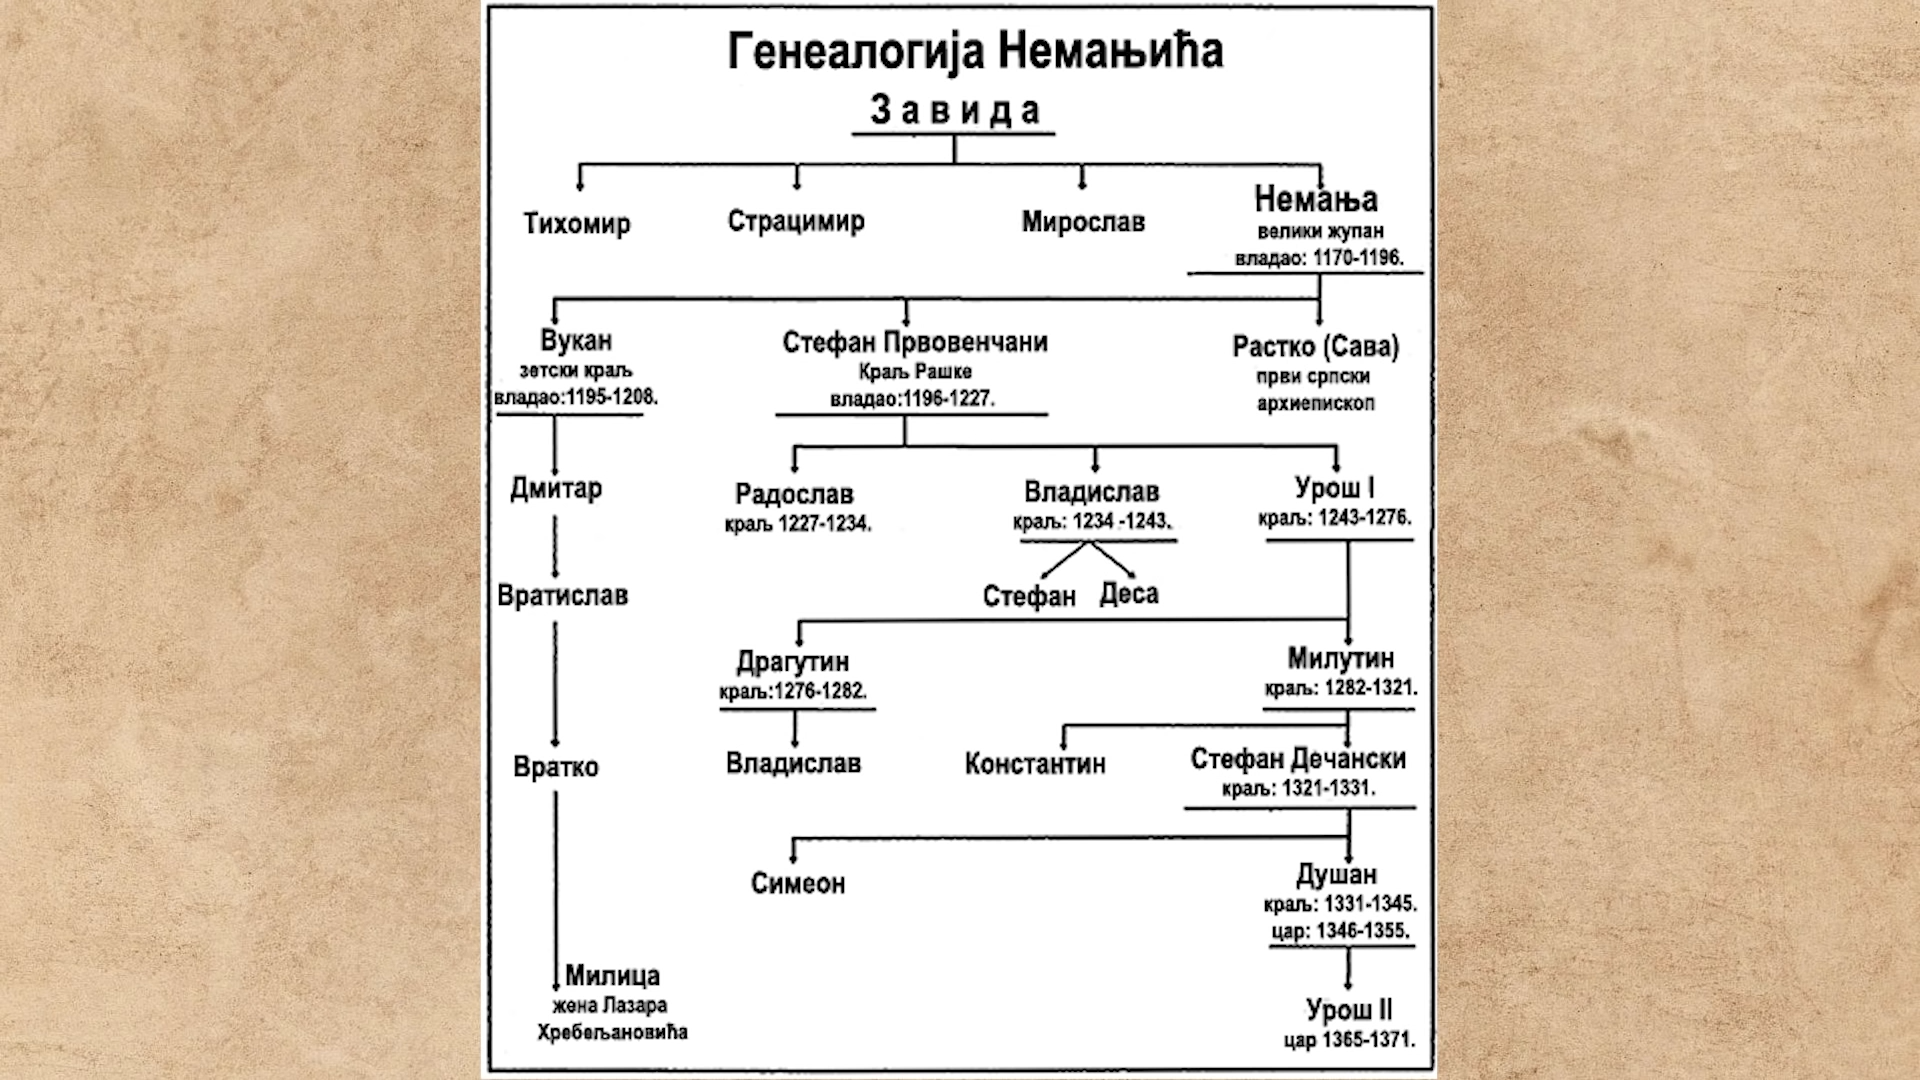 Генеалогија Немањића
Завида
Тихомир
Страцимир
Мирослав
Немања
велики жупан
владао: 1170-1196.
Вукан
зетски краљ
владао:1195-1208.
Стефан Првовенчани
Краљ Рашке
владао:1196-1227.
Растко (Сава)
први српски
архиепископ
Дмитар
Радослав
краљ 1227-1234.
Владислав
краљ: 1234 -1243.
Урош I
краљ: 1243-1276.
Вратислав
Стефан
Деса
Драгутин
краљ:1276-1282.
Милутин
краљ: 1282-1321.
Вратко
Владислав
Константин
Стефан Дечански
краљ: 1321-1331.
Симеон
Душан
краљ: 1331-1345.
цар: 1346-1355.
Милица
жена Лазара
Хребељановића
Урош II
цар 1365-1371.